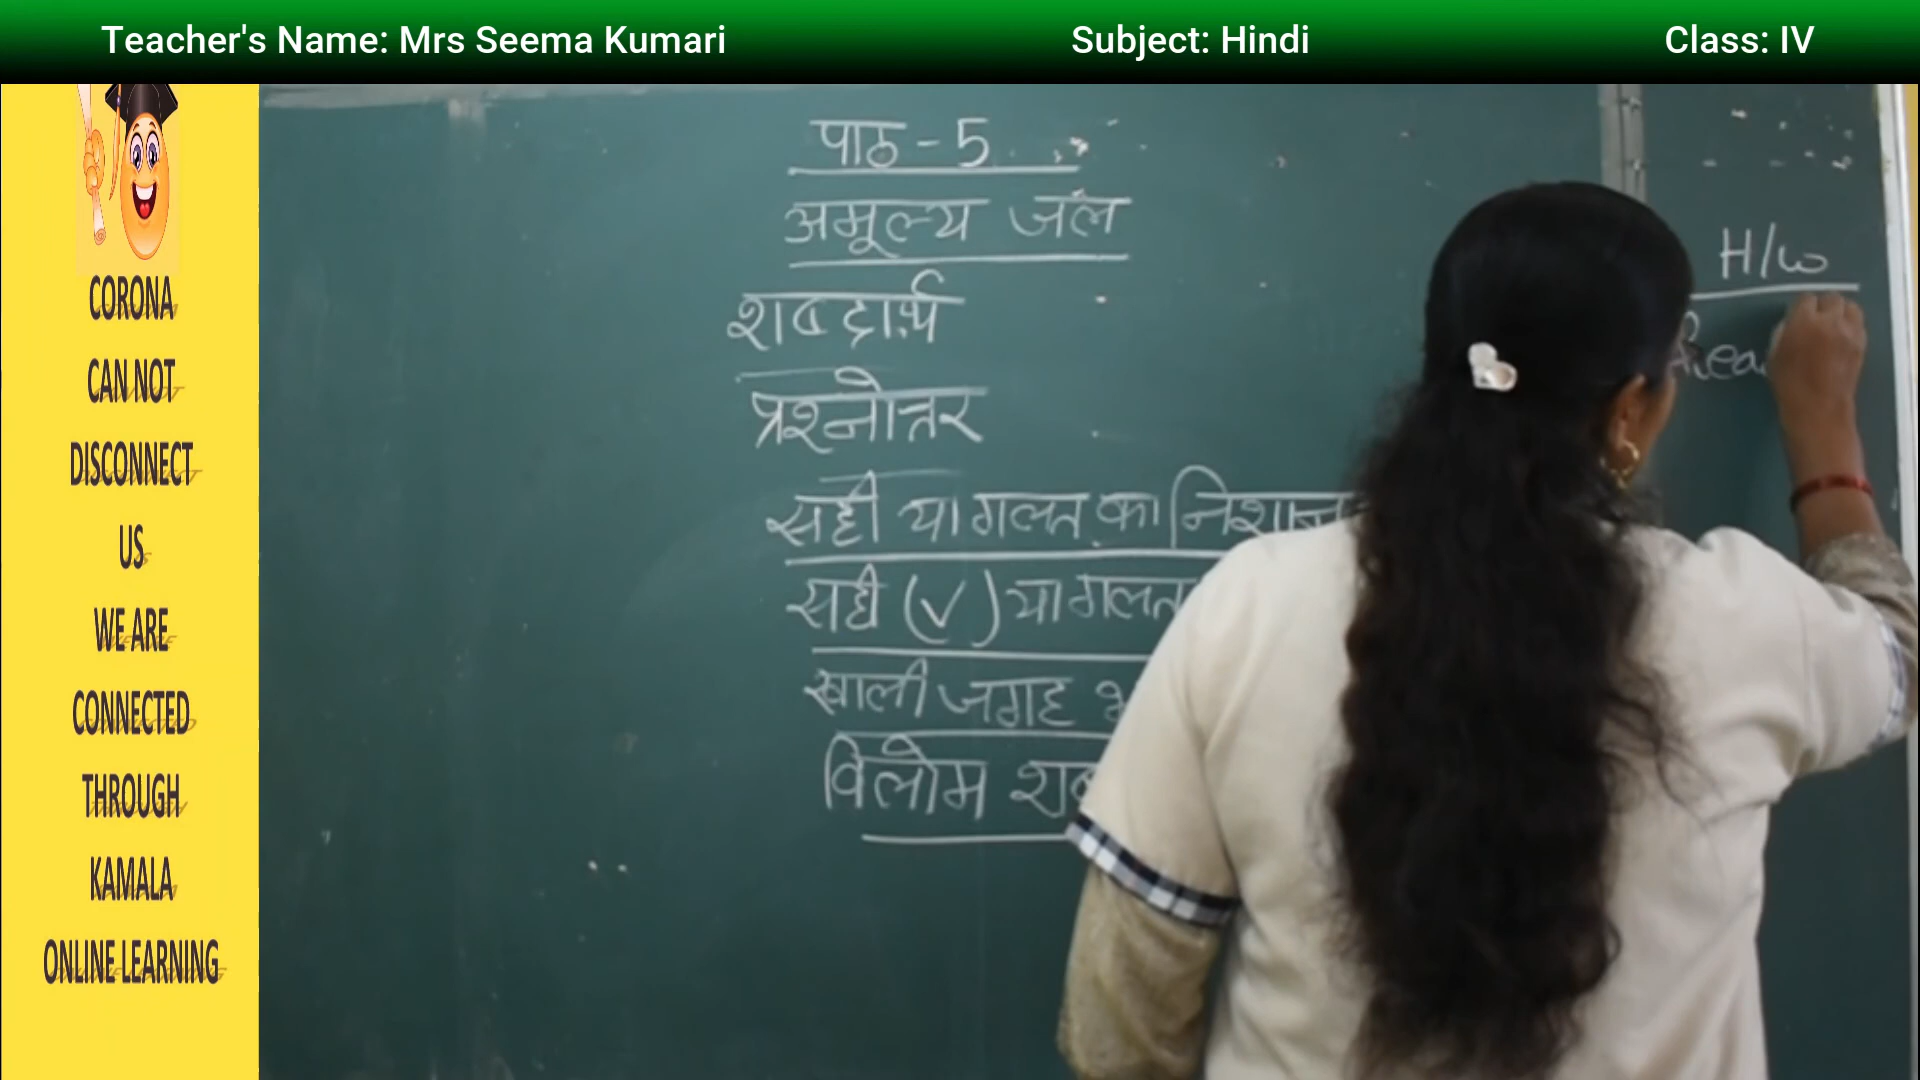 Teacher's Name: Mrs Seema Kumari Subject: Hindi Class: IV
CORONA
CAN NOT
DISCONNECT
US
WE ARE
CONNECTED
THROUGH
KAMALA
ONLINE LEARNING
पाठ - 5
अमूल्य जल
शब्दार्थ
प्रश्नोत्तर
सही या गलत का निशान
सही (✓) या गलत
खाली जगह
विलोम
H/W